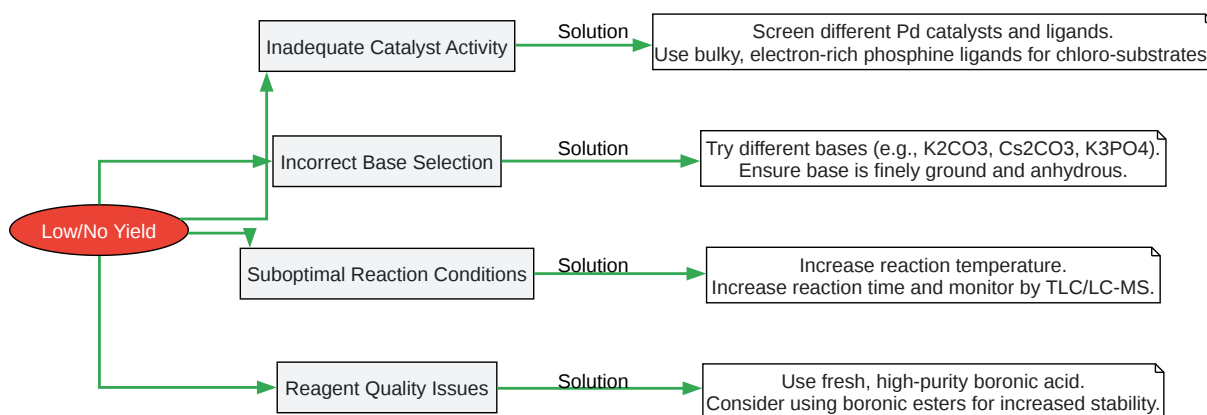 Inadequate Catalyst Activity
Solution
Screen different Pd catalysts and ligands.
Use bulky, electron-rich phosphine ligands for chloro-substrates
Incorrect Base Selection
Solution
Try different bases (e.g., K2CO3, Cs2CO3, K3PO4).
Ensure base is finely ground and anhydrous.
Low/No Yield
Suboptimal Reaction Conditions
Solution
Increase reaction temperature.
Increase reaction time and monitor by TLC/LC-MS.
Reagent Quality Issues
Solution
Use fresh, high-purity boronic acid.
Consider using boronic esters for increased stability.